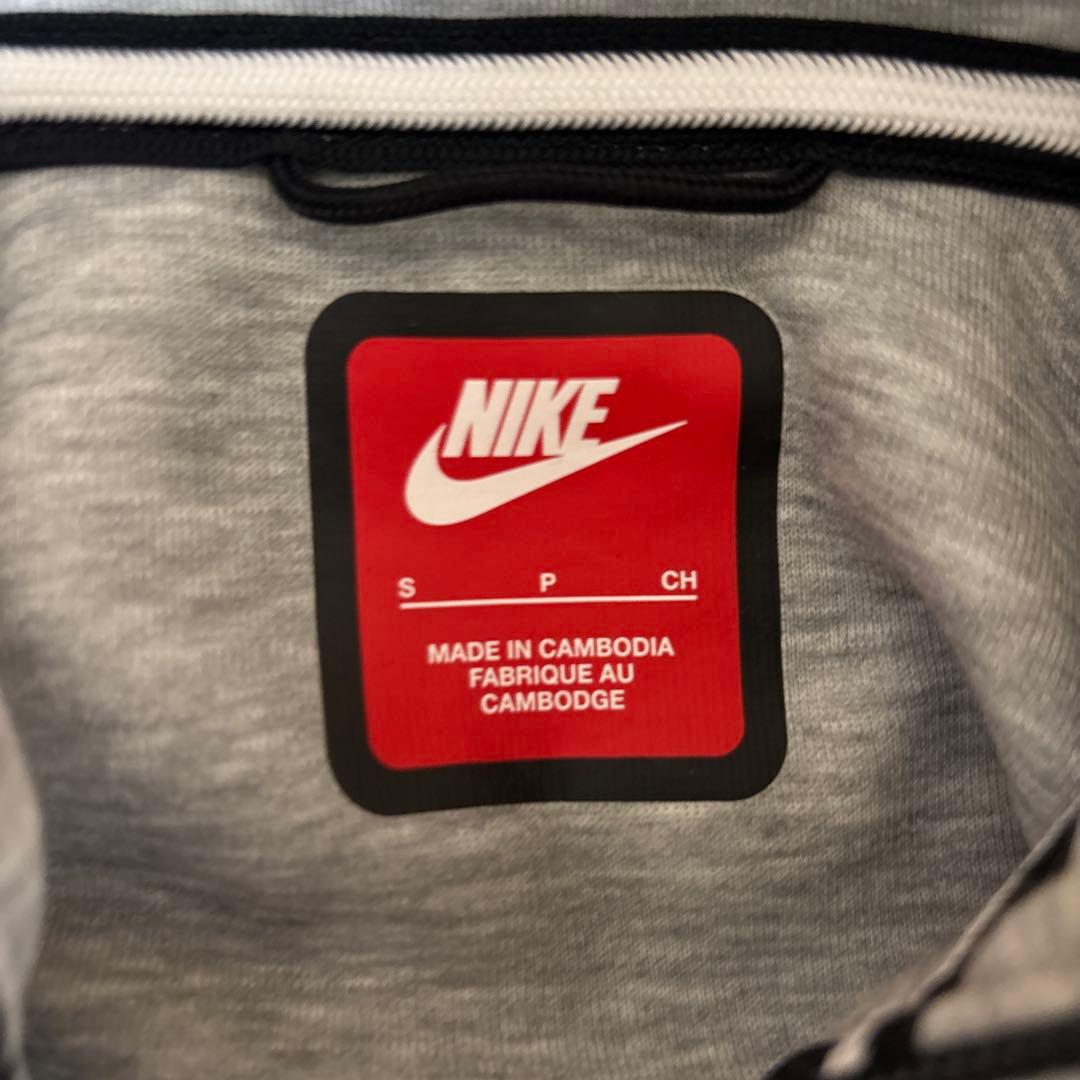 NIKE
S P CH
MADE IN CAMBODIA
FABRIQUE AU
CAMBODGE